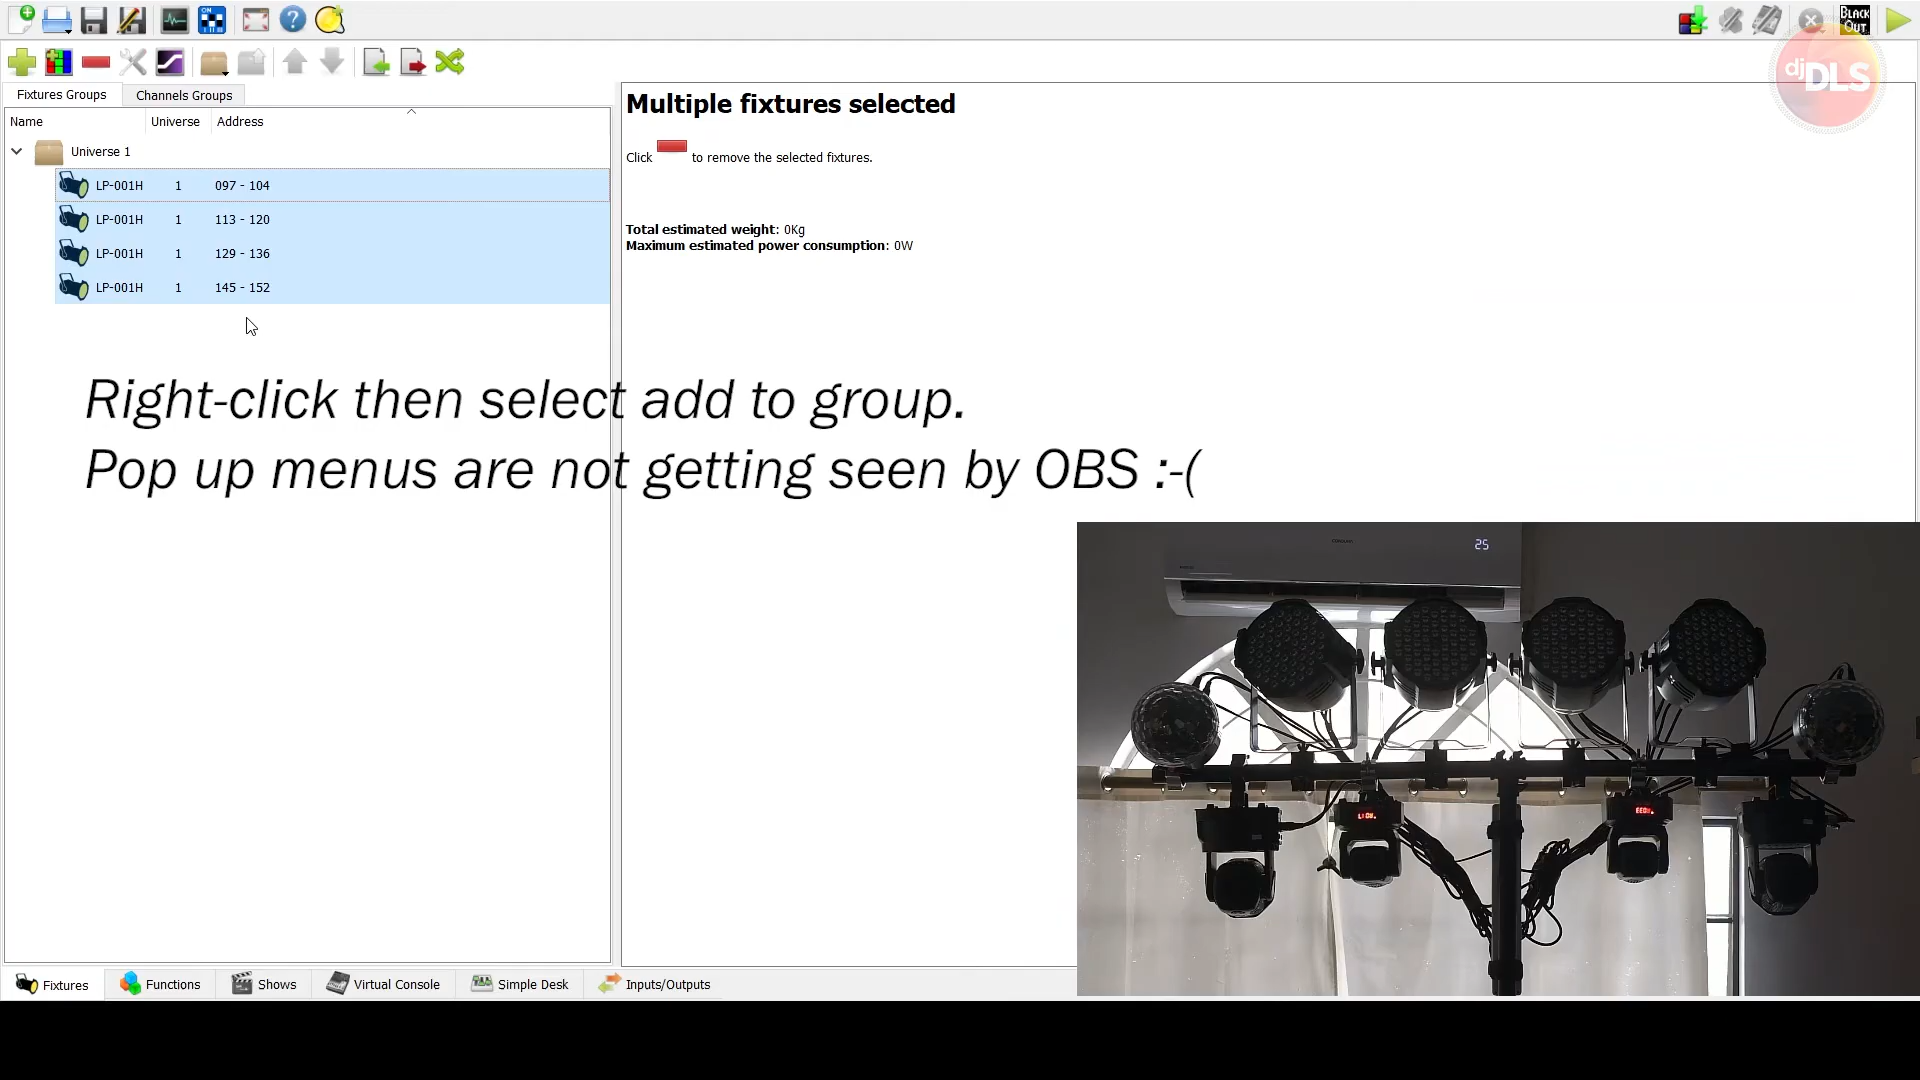 ON
?
BLACK
OUT
dj DLS
Fixtures Groups
Channels Groups
Name Universe Address
Universe 1
LP-001H 1 097 - 104
LP-001H 1 113 - 120
LP-001H 1 129 - 136
LP-001H 1 145 - 152
Multiple fixtures selected
Click to remove the selected fixtures.
Total estimated weight: 0Kg
Maximum estimated power consumption: 0W
Right-click then select add to group.
Pop up menus are not getting seen by OBS :-(
25
Fixtures
Functions
Shows
Virtual Console
Simple Desk
Inputs/Outputs